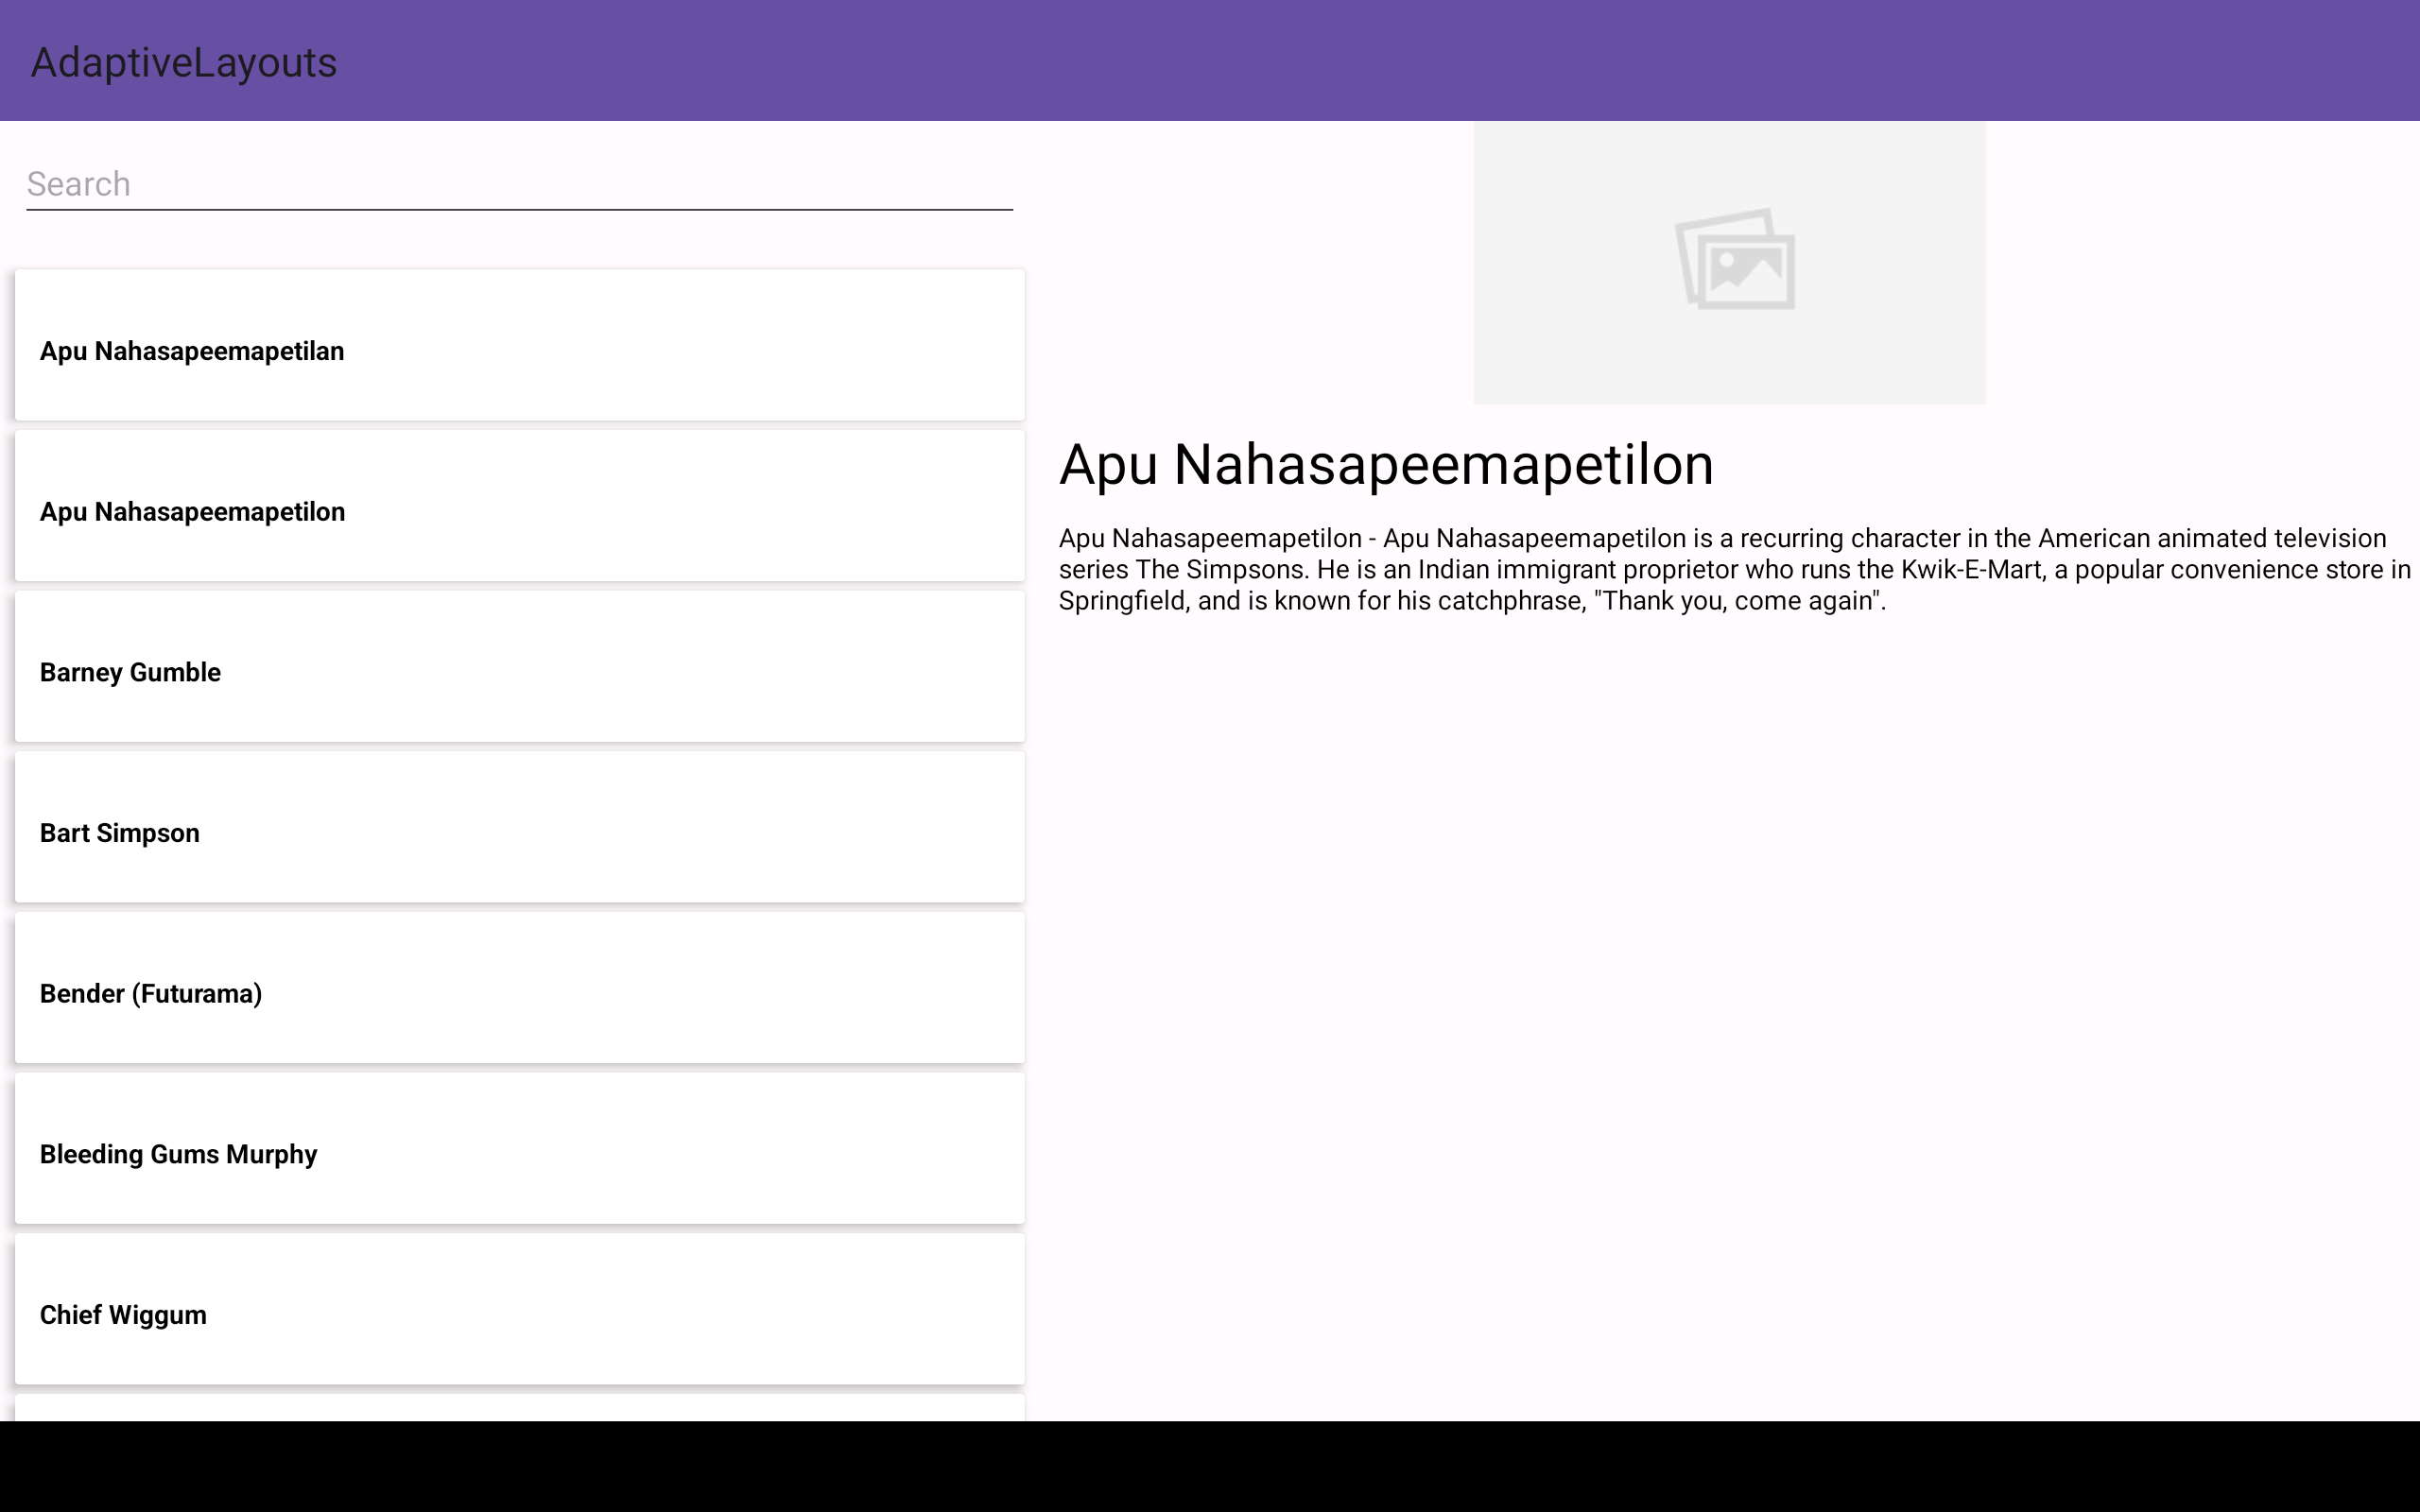 AdaptiveLayouts
Search
Apu Nahasapeemapetilan
Apu Nahasapeemapetilon
Barney Gumble
Bart Simpson
Bender (Futurama)
Bleeding Gums Murphy
Chief Wiggum
Apu Nahasapeemapetilon
Apu Nahasapeemapetilon - Apu Nahasapeemapetilon is a recurring character in the American animated television
series The Simpsons. He is an Indian immigrant proprietor who runs the Kwik-E-Mart, a popular convenience store in
Springfield, and is known for his catchphrase, "Thank you, come again".